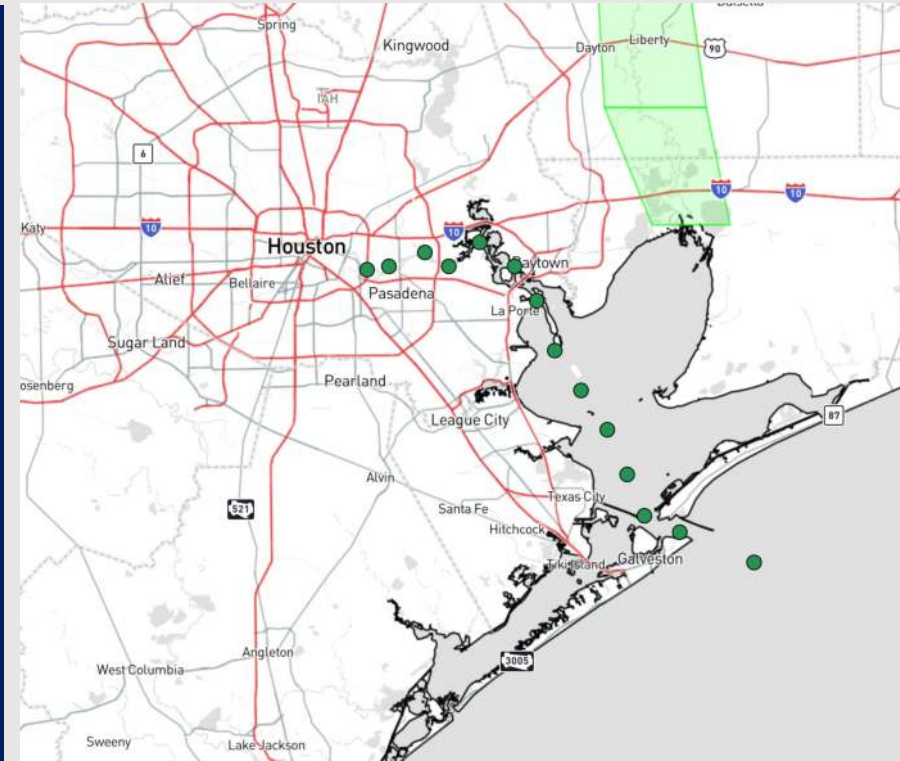 Spring
Kingwood
Dayton
Liberty
90
IAH
6
10
10
10
Katy
10
Houston
Baytown
Alief
Bellaire
Pasadena
La Porte
Sugar Land
Pearland
osenberg
League City
87
Alvin
Texas City
521
Santa Fe
Hitchcock
Tiki Island
Galveston
Angleton
3005
West Columbia
Sweeny
Lake Jackson